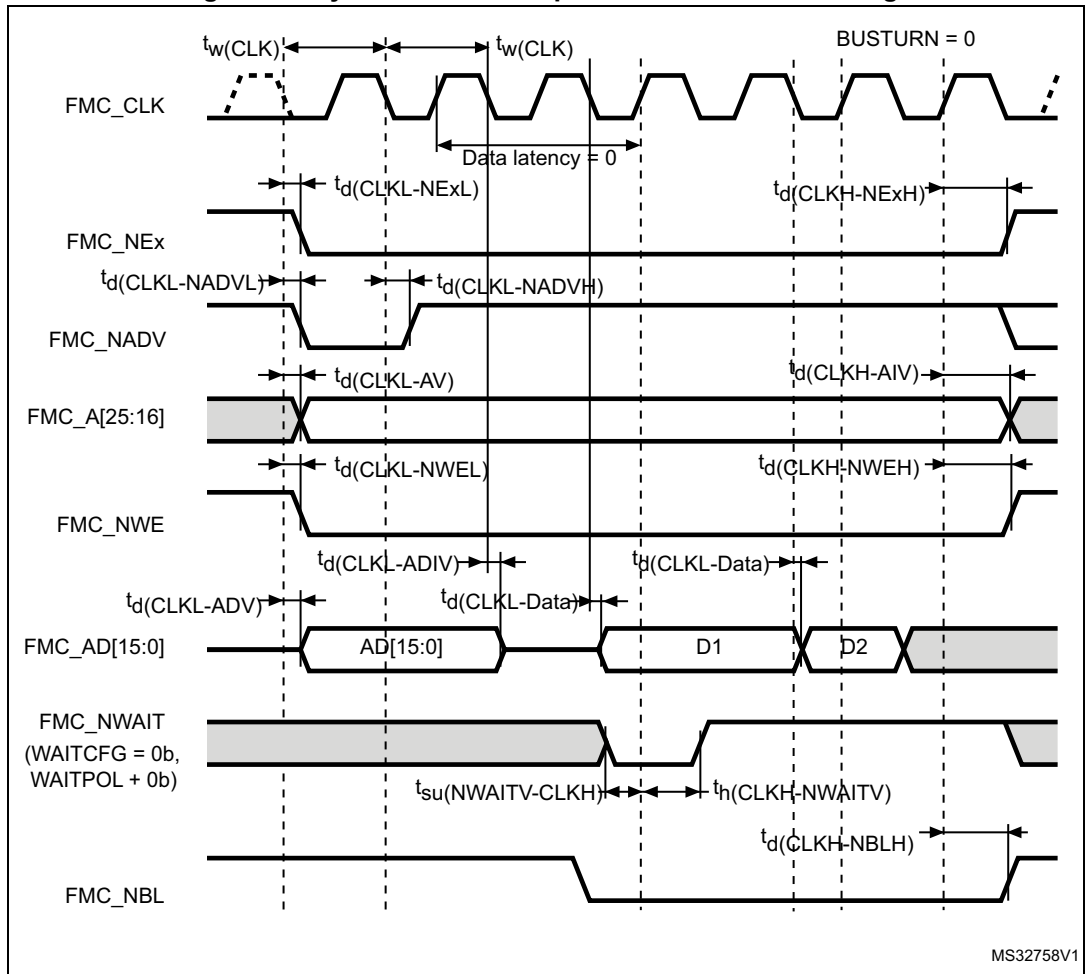 tw(CLK) tw(CLK) BUSTURN = 0
FMC_CLK
Data latency = 0
td(CLKL-NExL) td(CLKH-NExH)
FMC_NEx
td(CLKL-NADVL) td(CLKL-NADVH)
FMC_NADV
td(CLKL-AV) td(CLKH-AIV)
FMC_A[25:16]
td(CLKL-NWEL) td(CLKH-NWEH)
FMC_NWE
td(CLKL-ADIV) td(CLKL-Data)
td(CLKL-ADV) td(CLKL-Data)
FMC_AD[15:0] AD[15:0] D1 D2
FMC_NWAIT
(WAITCFG = 0b,
WAITPOL + 0b)
tsu(NWAITV-CLKH) th(CLKH-NWAITV)
td(CLKH-NBLH)
FMC_NBL
MS32758V1